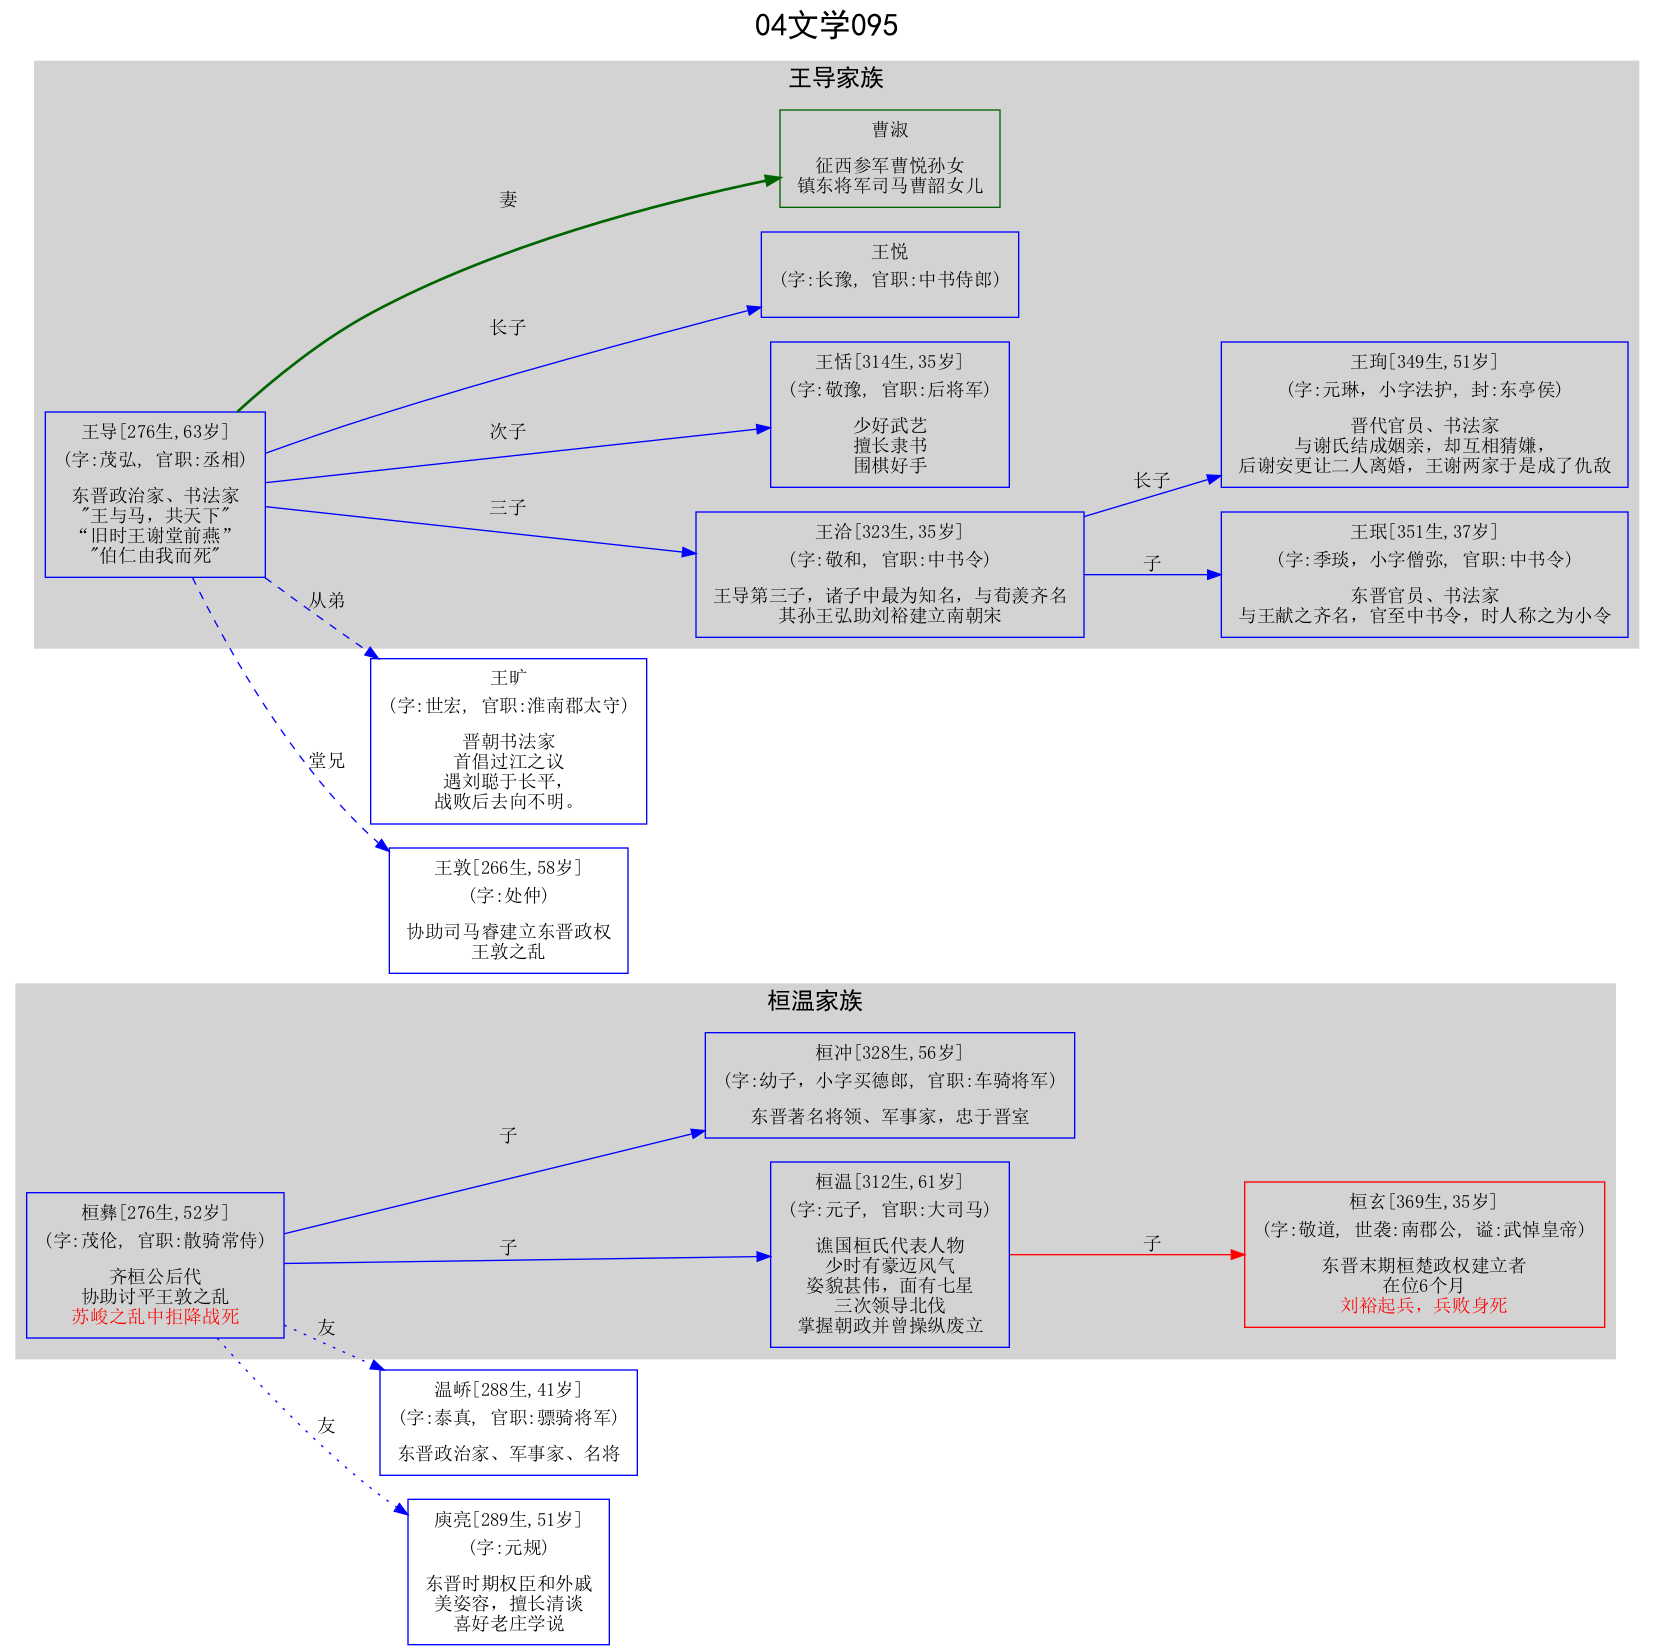 04文学095
王导家族
曹淑
征西参军曹悦孙女
镇东将军司马曹韶女儿
妻
王悦
(字:长豫, 官职:中书侍郎)
长子
王恬[314生,35岁]
(字:敬豫, 官职:后将军)
少好武艺
擅长隶书
围棋好手
次子
王珣[349生,51岁]
(字:元琳，小字法护, 封:东亭侯)
晋代官员、书法家
与谢氏结成姻亲，却互相猜嫌，
后谢安更让二人离婚，王谢两家于是成了仇敌
长子
王导[276生,63岁]
(字:茂弘, 官职:丞相)
东晋政治家、书法家
"王与马，共天下"
“旧时王谢堂前燕”
"伯仁由我而死"
三子
王洽[323生,35岁]
(字:敬和, 官职:中书令)
王导第三子，诸子中最为知名，与荀羡齐名
其孙王弘助刘裕建立南朝宋
子
王珉[351生,37岁]
(字:季琰，小字僧弥, 官职:中书令)
东晋官员、书法家
与王献之齐名，官至中书令，时人称之为小令
从弟
王旷
(字:世宏, 官职:淮南郡太守)
晋朝书法家
首倡过江之议
遇刘聪于长平，
战败后去向不明。
堂兄
王敦[266生,58岁]
(字:处仲)
协助司马睿建立东晋政权
王敦之乱
桓温家族
桓冲[328生,56岁]
(字:幼子，小字买德郎, 官职:车骑将军)
东晋著名将领、军事家，忠于晋室
子
桓彝[276生,52岁]
(字:茂伦, 官职:散骑常侍)
齐桓公后代
协助讨平王敦之乱
苏峻之乱中拒降战死
子
桓温[312生,61岁]
(字:元子, 官职:大司马)
谯国桓氏代表人物
少时有豪迈风气
姿貌甚伟，面有七星
三次领导北伐
掌握朝政并曾操纵废立
子
桓玄[369生,35岁]
(字:敬道, 世袭:南郡公, 谥:武悼皇帝)
东晋末期桓楚政权建立者
在位6个月
刘裕起兵，兵败身死
友
温峤[288生,41岁]
(字:泰真, 官职:骠骑将军)
东晋政治家、军事家、名将
友
庾亮[289生,51岁]
(字:元规)
东晋时期权臣和外戚
美姿容，擅长清谈
喜好老庄学说